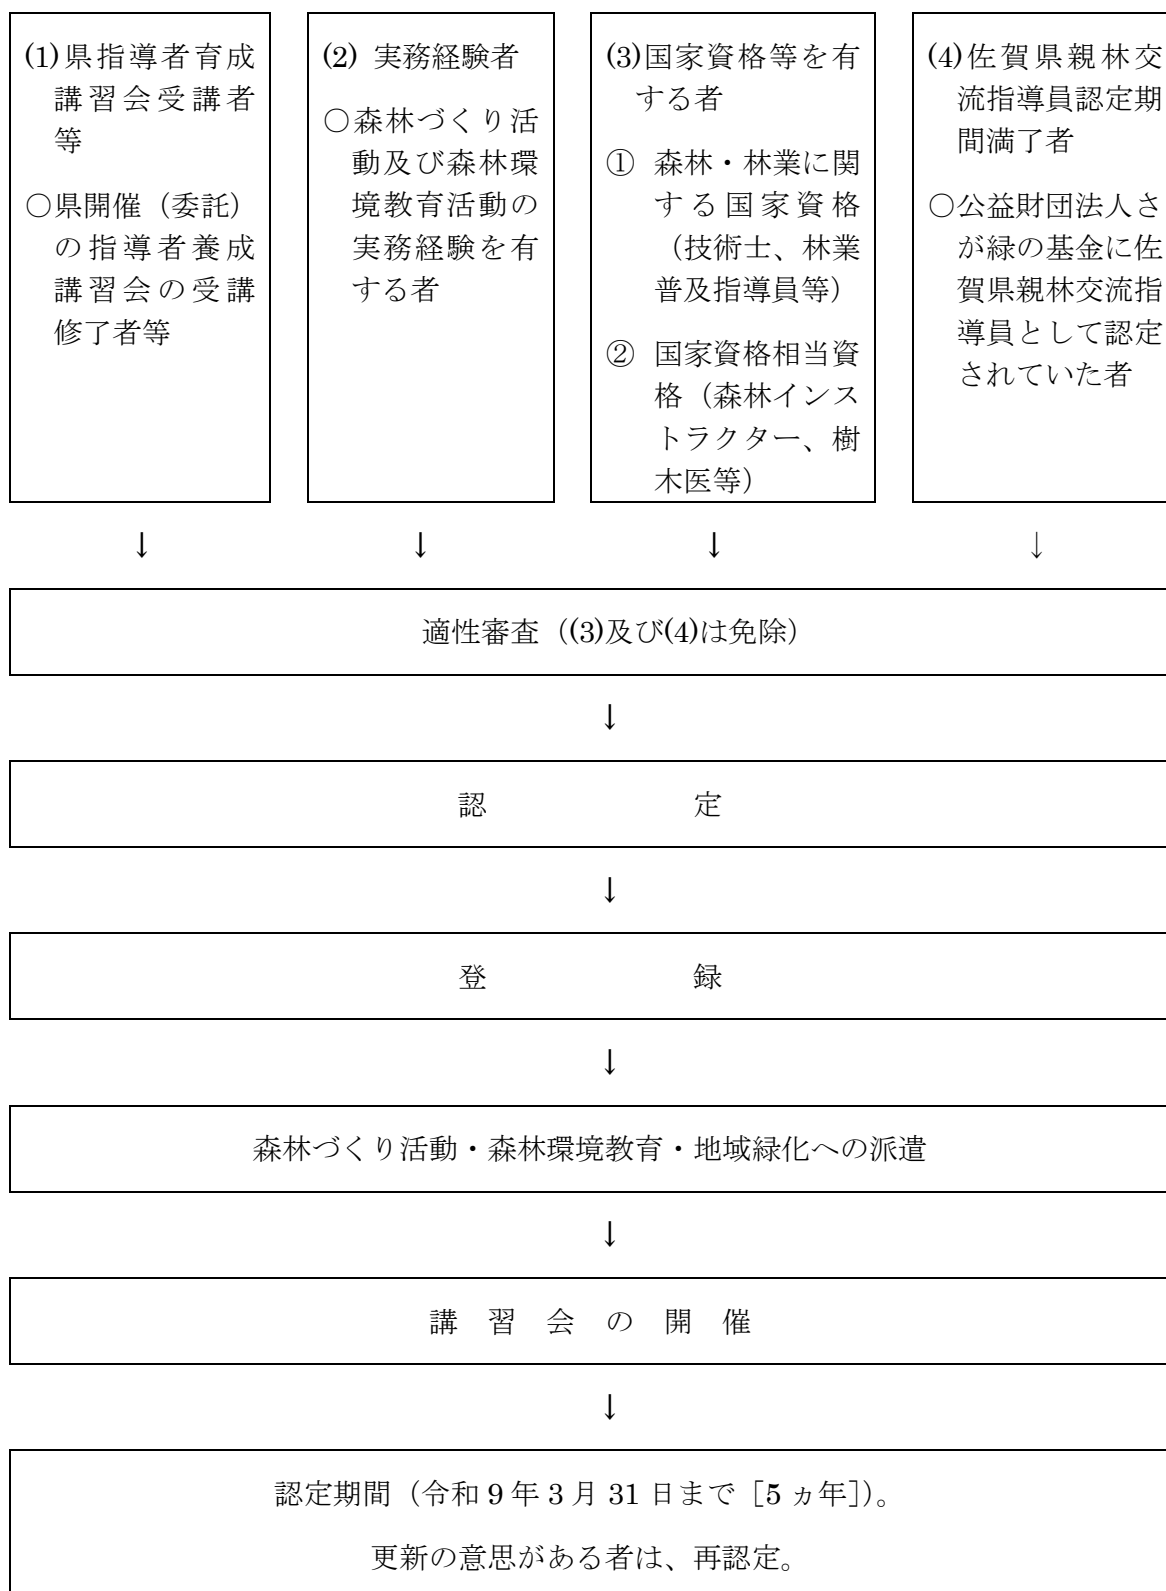 (1)県指導者育成
講習会受講者
等
○県開催（委託）
の指導者養成
講習会の受講
修了者等
(2) 実務経験者
○森林づくり活
動及び森林環
境教育活動の
実務経験を有
する者
(3)国家資格等を有
する者
① 森林・林業に関
する国家資格
（技術士、林業
普及指導員等）
② 国家資格相当資
格（森林インス
トラクター、樹
木医等）
(4)佐賀県親林交
流指導員認定期
間満了者
○公益財団法人さ
が緑の基金に佐
賀県親林交流指
導員として認定
されていた者
↓ ↓ ↓ ↓
適性審査（(3)及び(4)は免除）
↓
認 定
↓
登 録
↓
森林づくり活動・森林環境教育・地域緑化への派遣
↓
講 習 会 の 開 催
↓
認定期間（令和 9 年 3 月 31 日まで［5 ヵ年］）。
更新の意思がある者は、再認定。